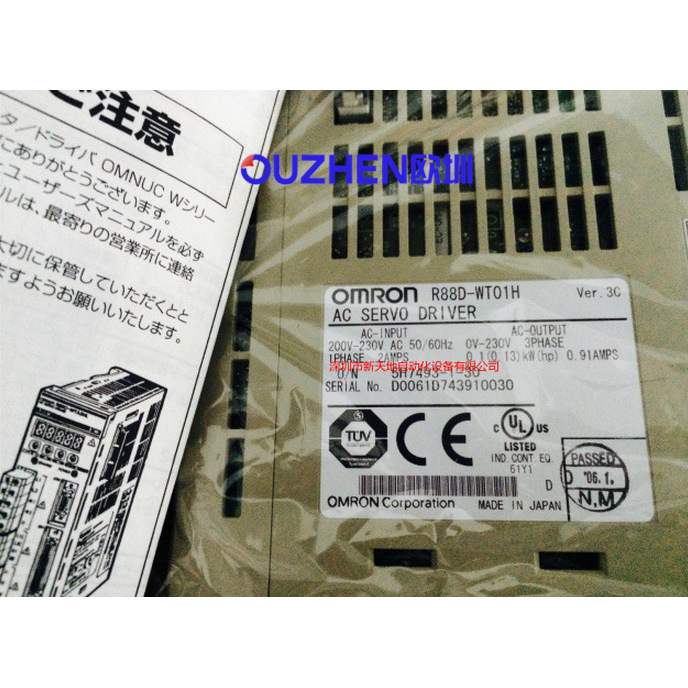 ご注意
タ/ドライバ OMNUC Wシリー
にありがとうございます。
ユーザーズマニュアルを必ず
ルは、最寄りの営業所に連絡
大切に保管していただくとと
ますようお願いいたします。
OUZHEN欧圳
OMRON R88D-WT01H Ver.3C
AC SERVO DRIVER
AC-INPUT AC-OUTPUT
200V-230V AC 50/60Hz 0V-230V 3PHASE
1PHASE 2AMPS 0.1(0.13)kW(hp) 0.91AMPS
深圳市新天地自动化设备有限公司
O/N 5H7493-1-30
SERIAL No. D0061D743910030
TÜV
CE
C UL US
LISTED
IND. CONT. EQ.
61Y1
D
PASSED
D '06.1.
N.M
OMRON Corporation MADE IN JAPAN